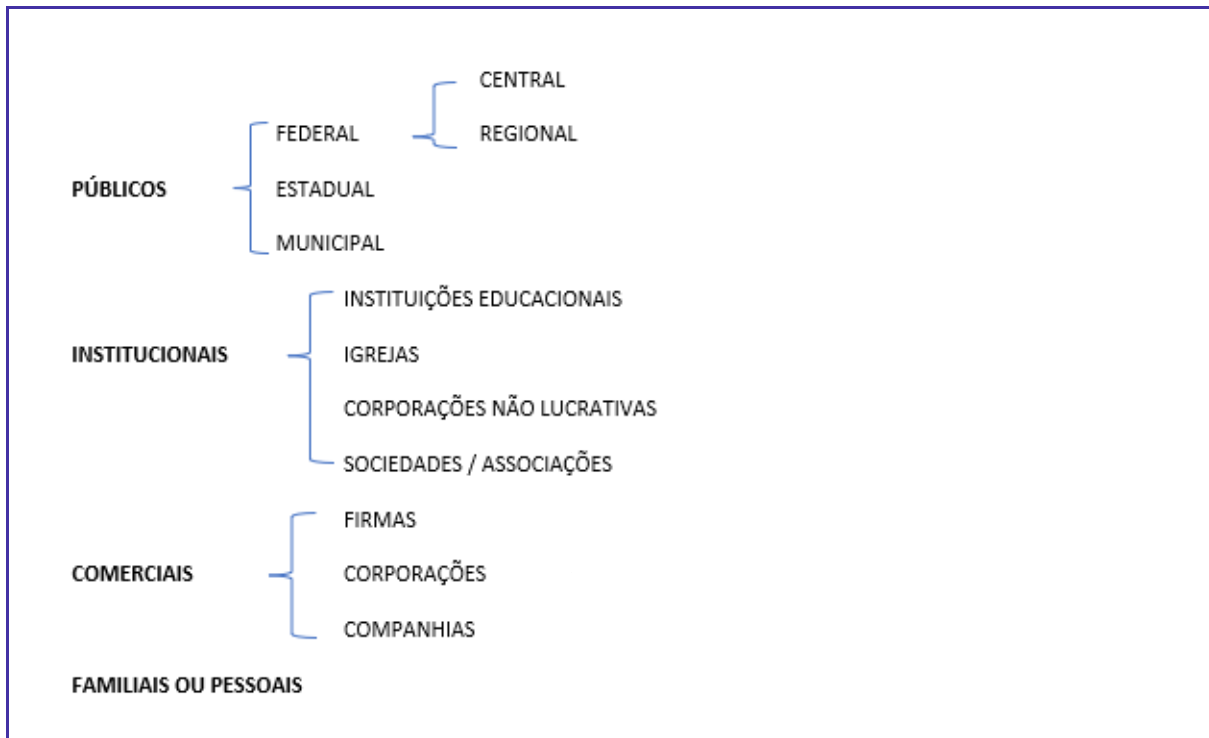 CENTRAL
FEDERAL REGIONAL
PÚBLICOS ESTADUAL
MUNICIPAL
INSTITUIÇÕES EDUCACIONAIS
INSTITUCIONAIS IGREJAS
CORPORAÇÕES NÃO LUCRATIVAS
SOCIEDADES / ASSOCIAÇÕES
FIRMAS
COMERCIAIS CORPORAÇÕES
COMPANHIAS
FAMILIAIS OU PESSOAIS